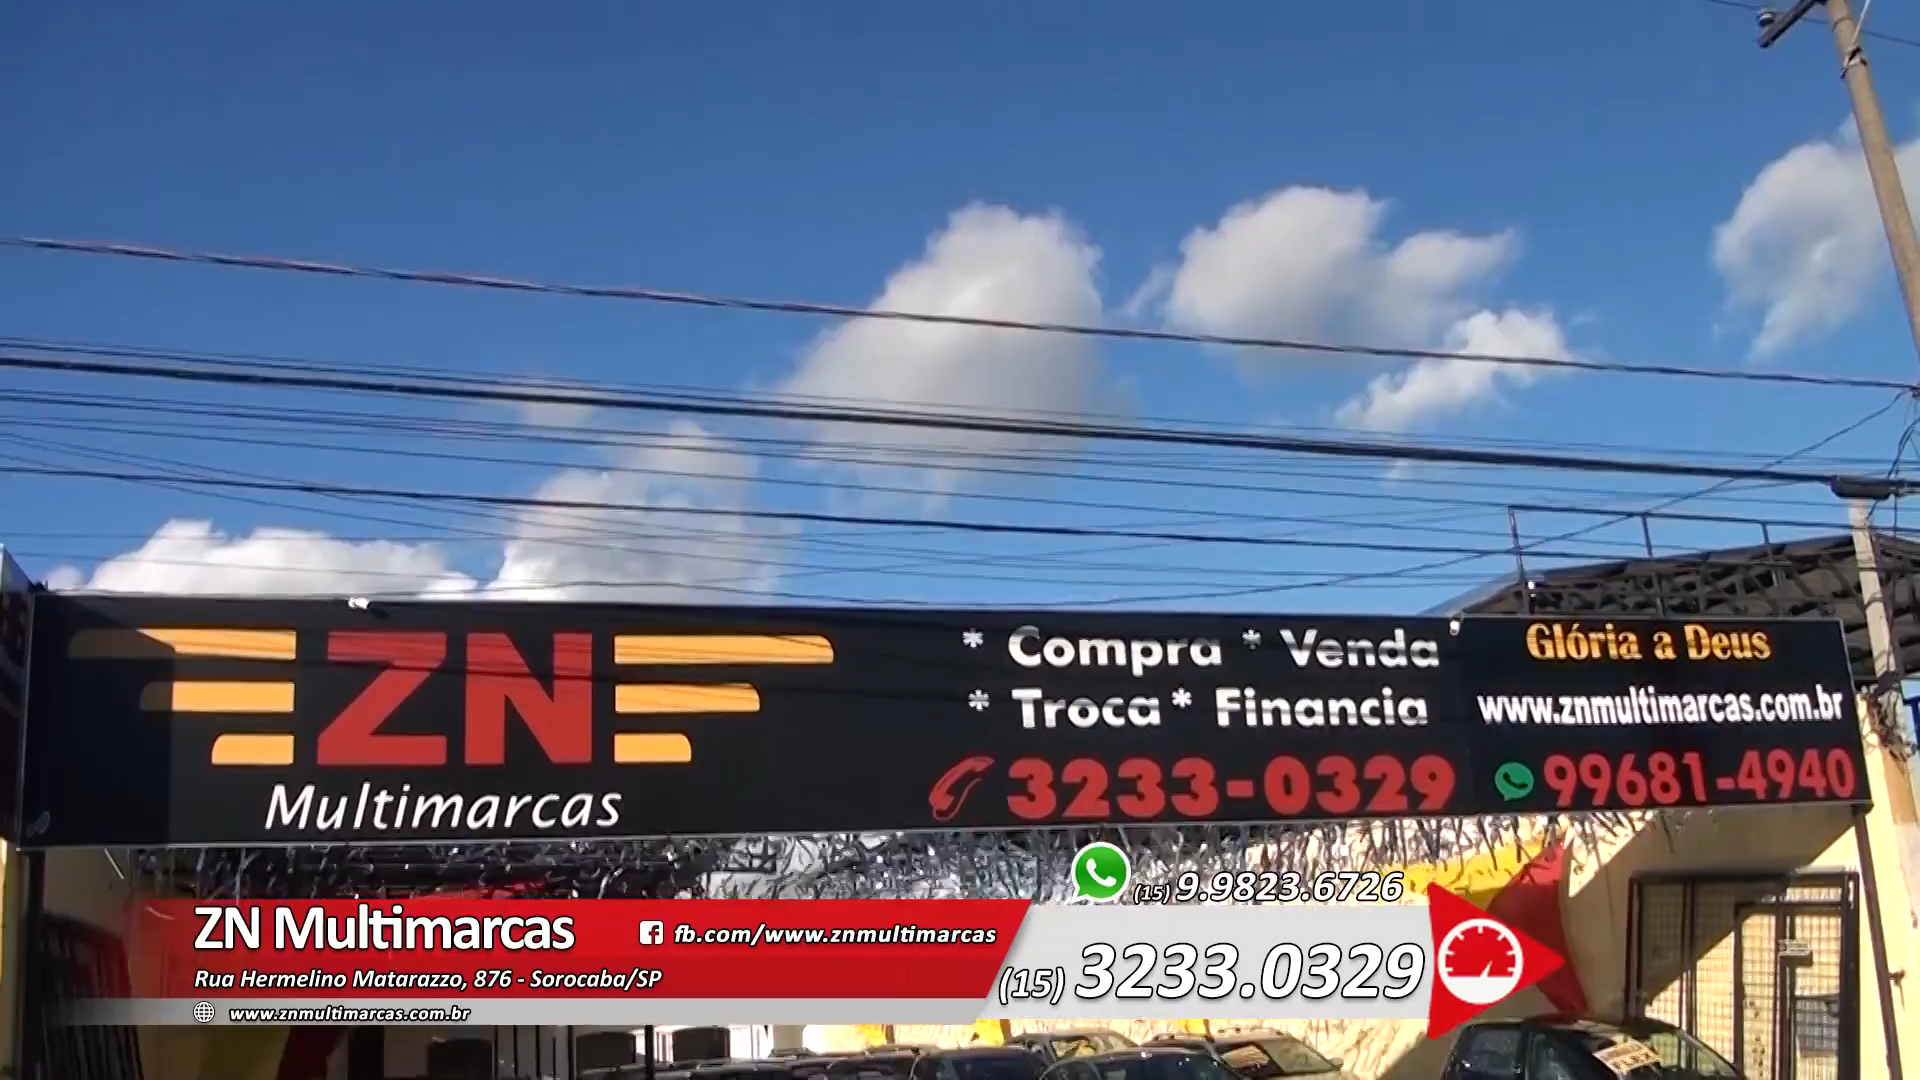 ZN
Multimarcas
* Compra * Venda
* Troca * Financia
3233-0329
Glória a Deus
www.znmultimarcas.com.br
99681-4940
(15) 9.9823.6726
ZN Multimarcas
fb.com/www.znmultimarcas
Rua Hermelino Matarazzo, 876 - Sorocaba/SP
(15) 3233.0329
www.znmultimarcas.com.br